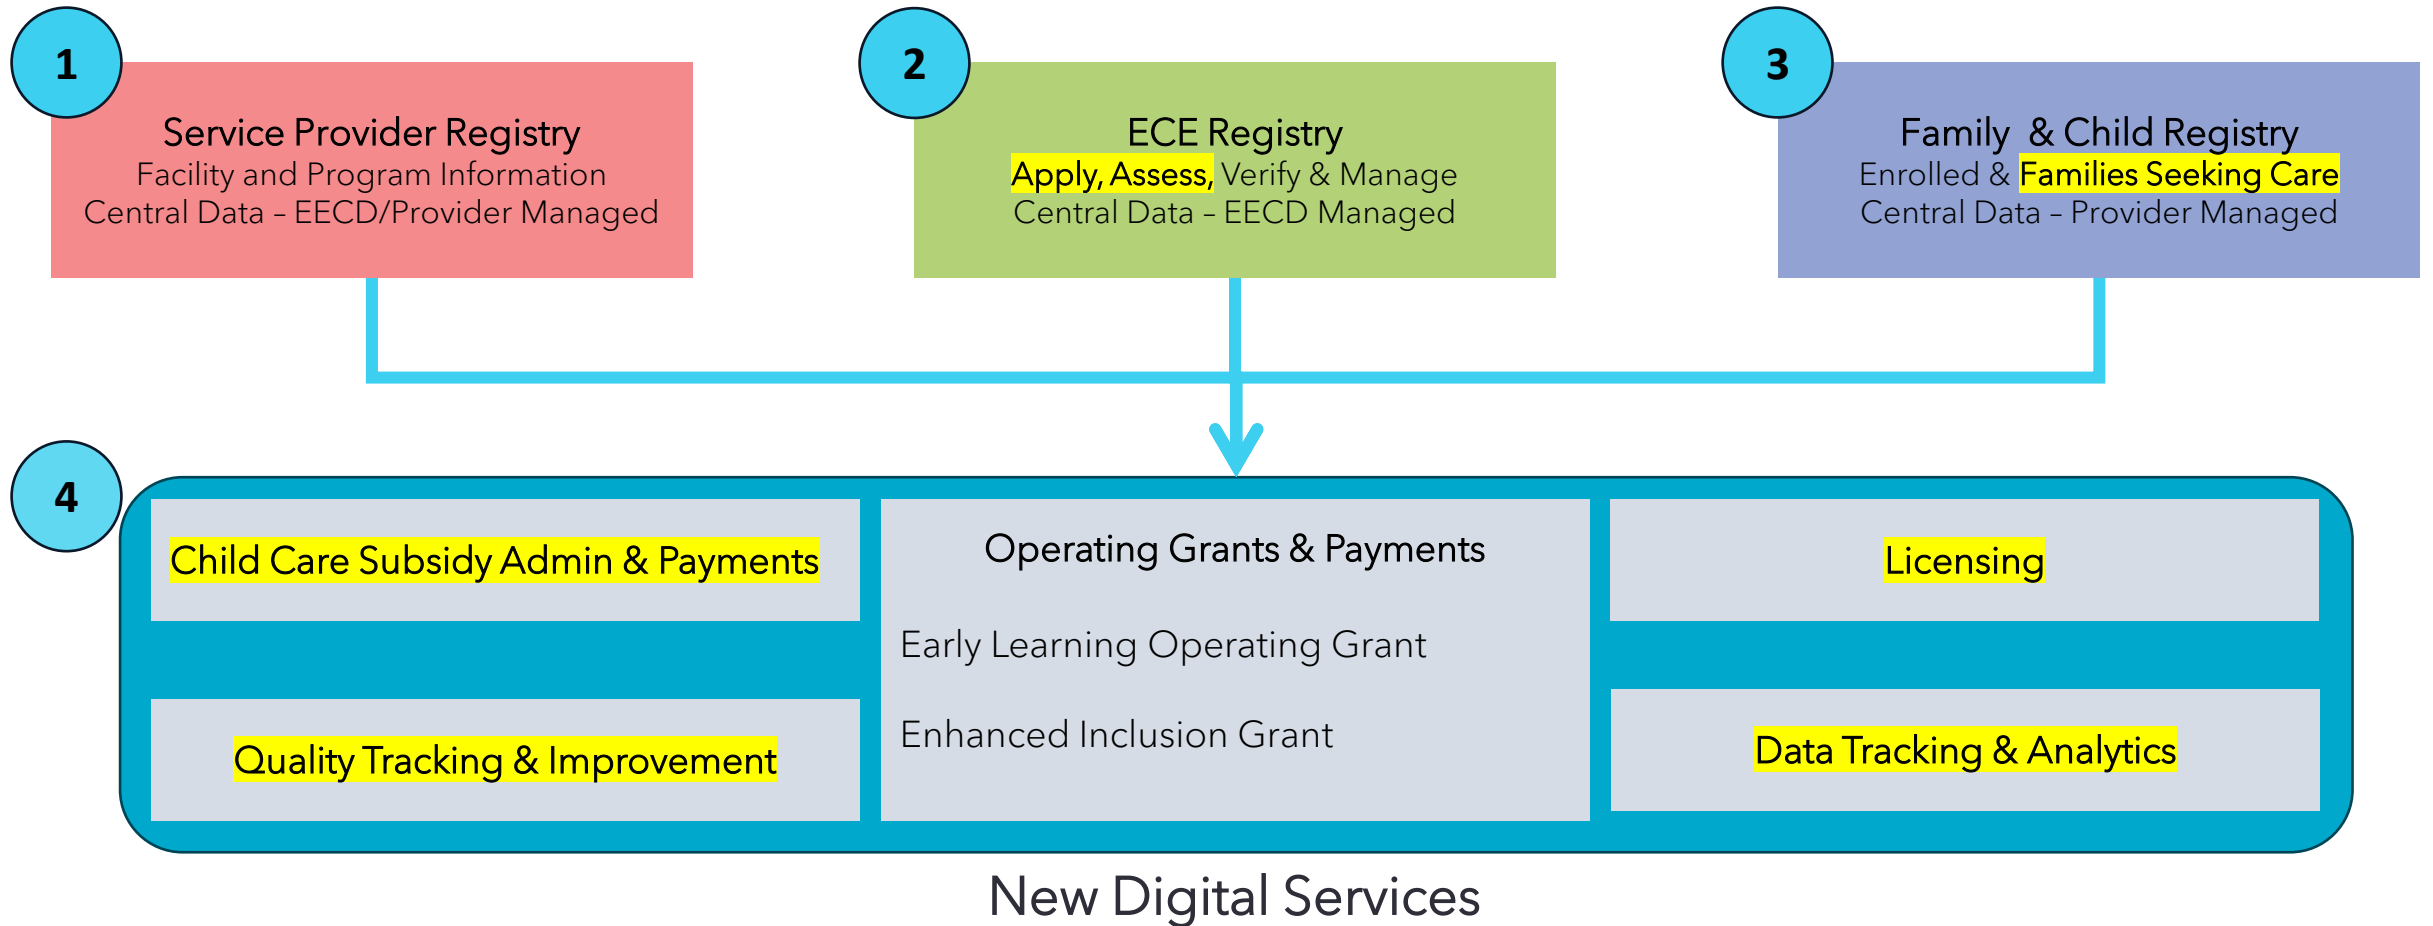 1
Service Provider Registry
Facility and Program Information
Central Data – EECD/Provider Managed
2
ECE Registry
Apply, Assess, Verify & Manage
Central Data – EECD Managed
3
Family & Child Registry
Enrolled & Families Seeking Care
Central Data – Provider Managed
4
Child Care Subsidy Admin & Payments
Quality Tracking & Improvement
Operating Grants & Payments
Early Learning Operating Grant
Enhanced Inclusion Grant
Licensing
Data Tracking & Analytics
New Digital Services